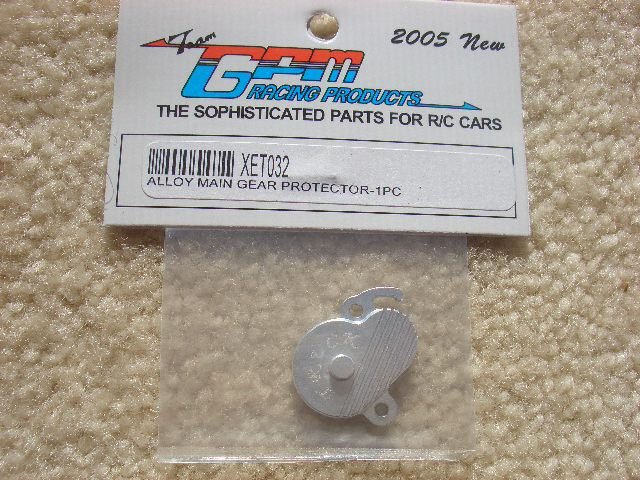 Team
2005 New
GPM
RACING PRODUCTS
THE SOPHISTICATED PARTS FOR R/C CARS
XET032
ALLOY MAIN GEAR PROTECTOR-1PC